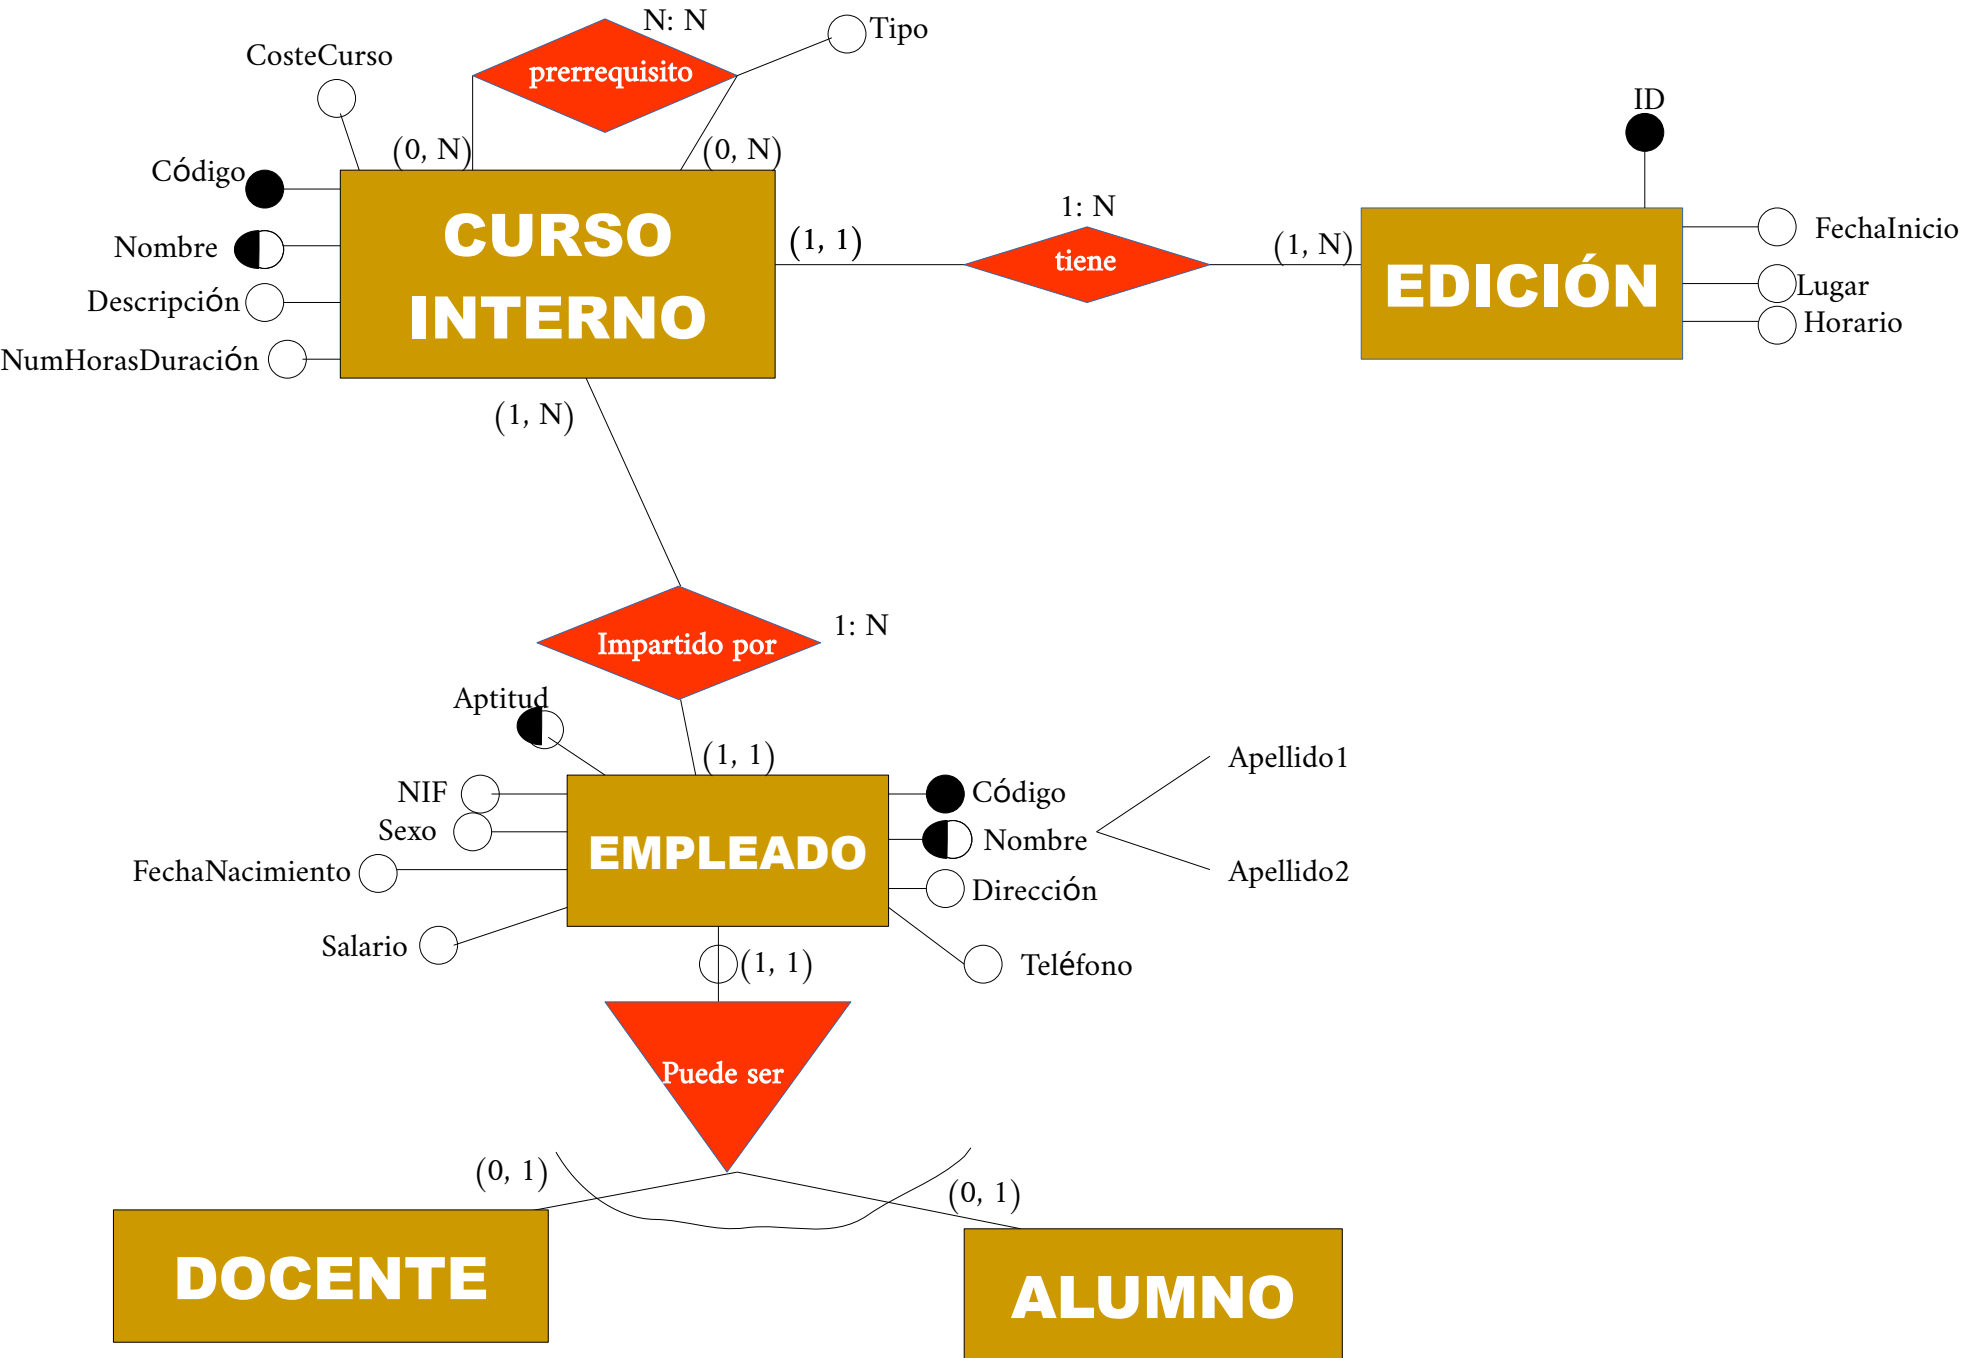 N: N
Tipo
CosteCurso
prerrequisito
ID
(0, N)
(0, N)
Código
1: N
FechaInicio
CURSO
INTERNO
Nombre
(1, 1)
tiene
(1, N)
EDICIÓN
Lugar
Descripción
Horario
NumHorasDuración
(1, N)
Impartido por
1: N
Aptitud
(1, 1)
Apellido1
NIF
Código
Sexo
Nombre
EMPLEADO
FechaNacimiento
Apellido2
Dirección
Salario
(1, 1)
Teléfono
Puede ser
(0, 1)
(0, 1)
DOCENTE
ALUMNO